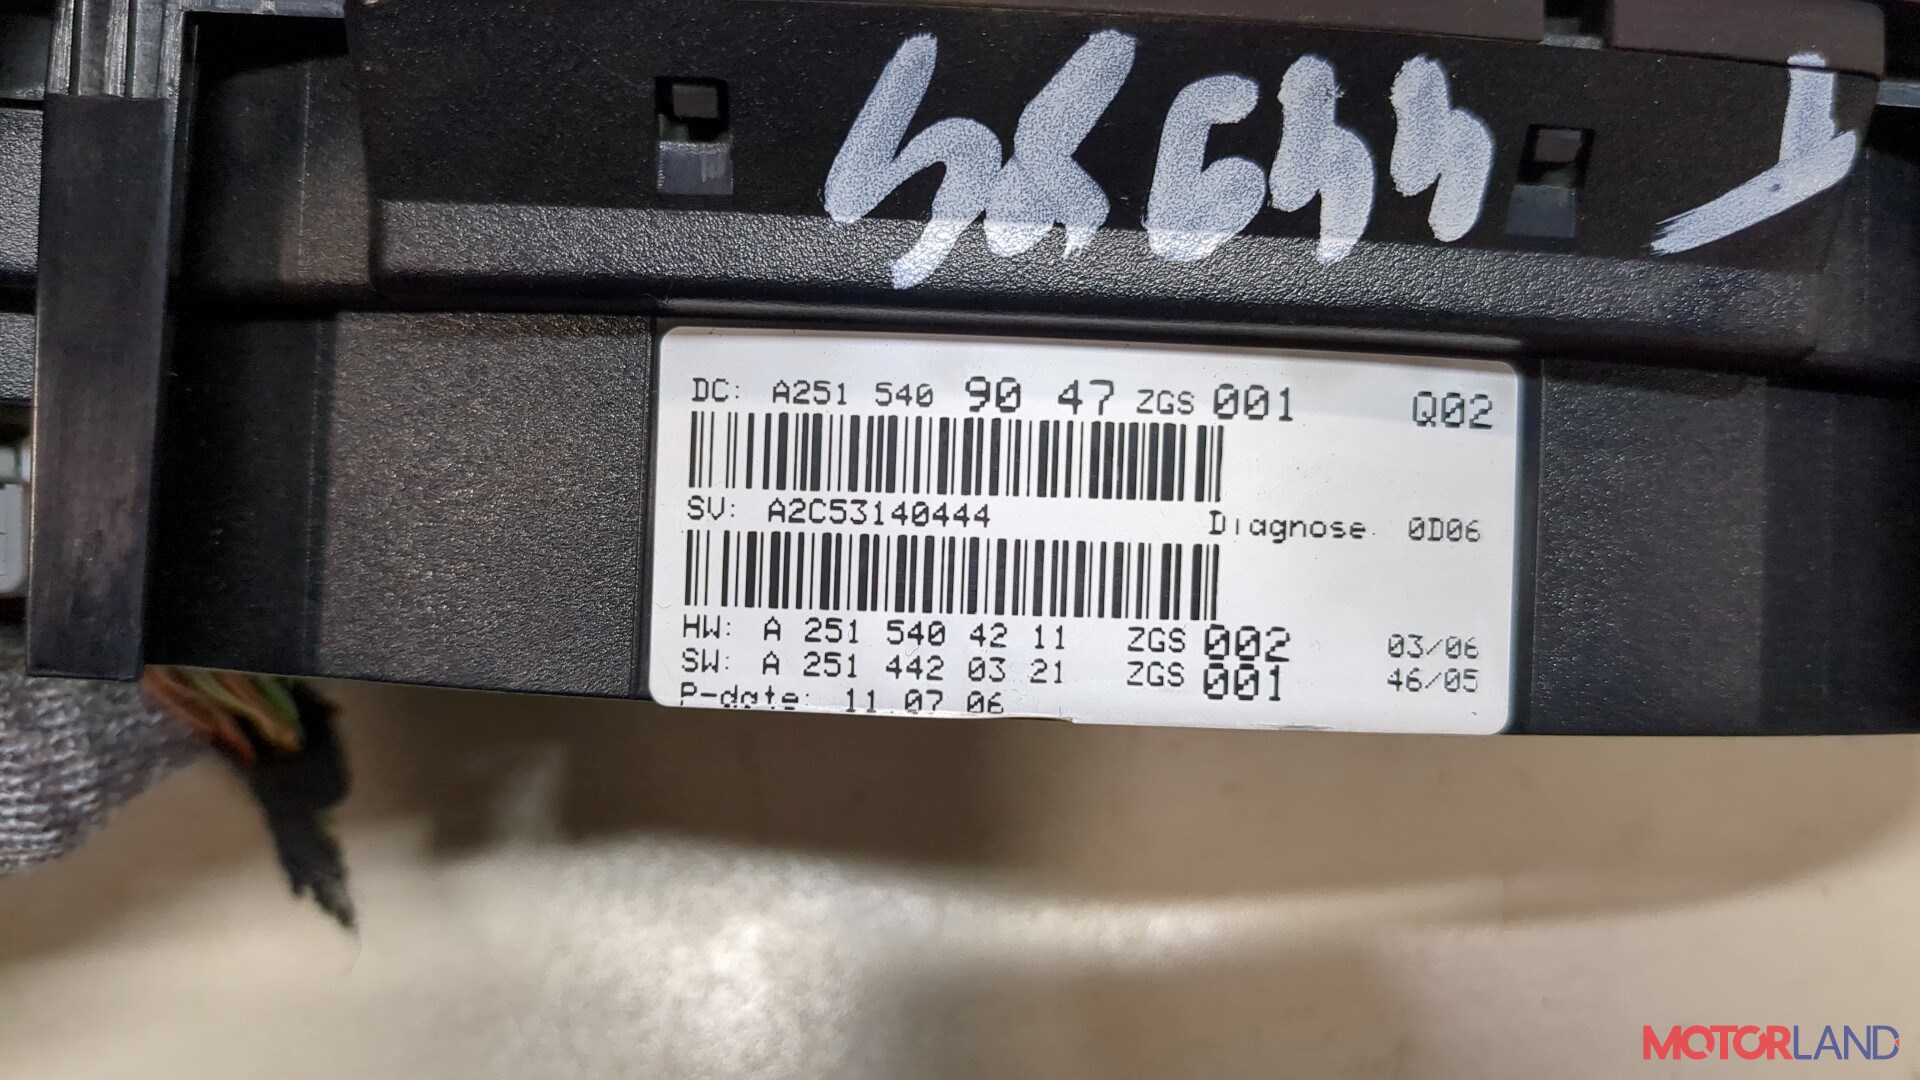 DC: A251 540 90 47 ZGS 001 Q02
SV: A2C53140444
Diagnose. 0D06
HW: A 251 540 42 11 ZGS 002 03/06
SW: A 251 442 03 21 ZGS 001 46/05
P-date: 11 07 06
MOTORLAND